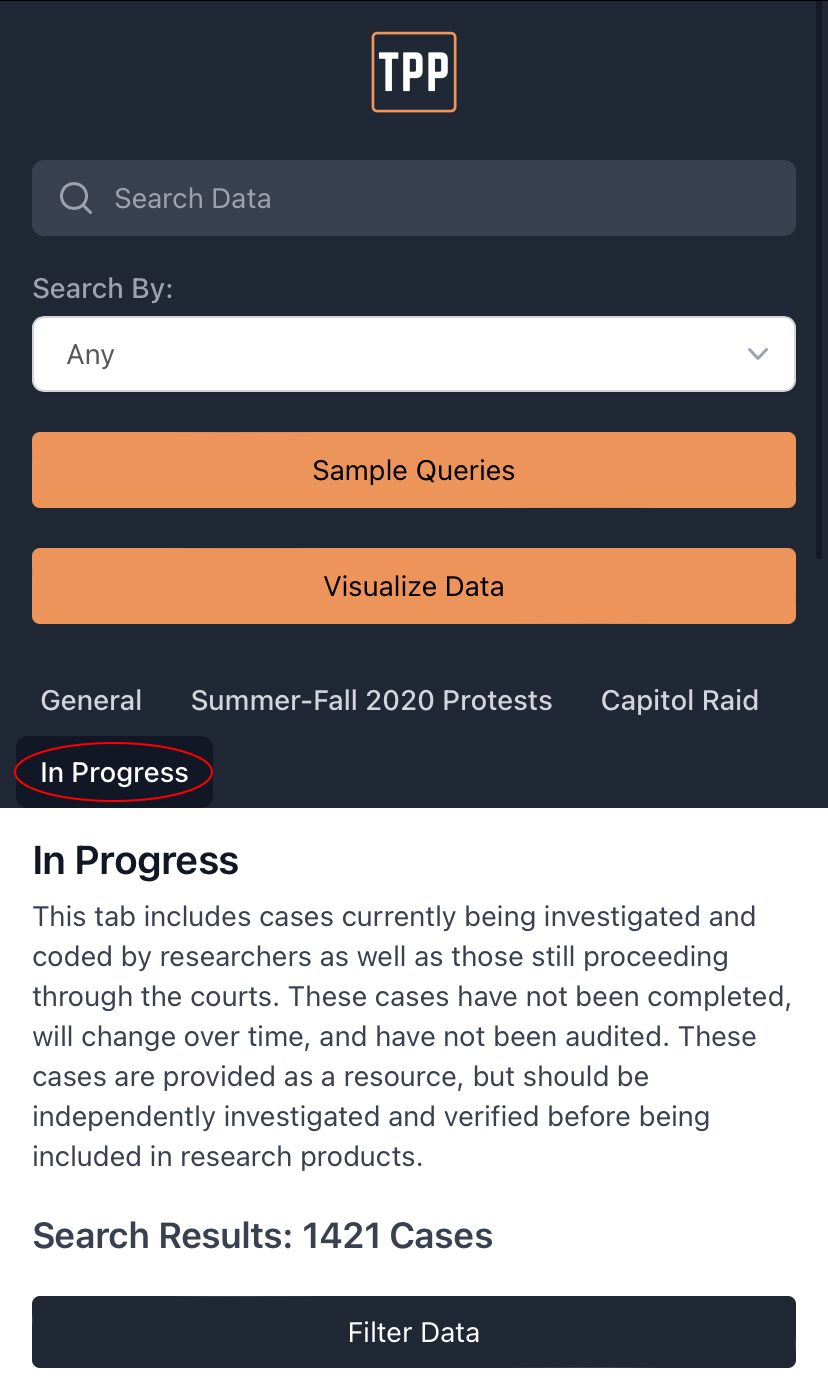 TPP
Search Data
Search By:
Any
Sample Queries
Visualize Data
General Summer-Fall 2020 Protests Capitol Raid
In Progress
In Progress
This tab includes cases currently being investigated and
coded by researchers as well as those still proceeding
through the courts. These cases have not been completed,
will change over time, and have not been audited. These
cases are provided as a resource, but should be
independently investigated and verified before being
included in research products.
Search Results: 1421 Cases
Filter Data